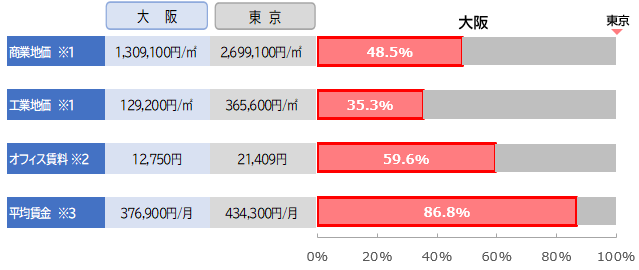 大 阪 東 京 大阪 東京
商業地価 ※1 1,309,100円/㎡ 2,699,100円/㎡ 48.5%
工業地価 ※1 129,200円/㎡ 365,600円/㎡ 35.3%
オフィス賃料 ※2 12,750円 21,409円 59.6%
平均賃金 ※3 376,900円/月 434,300円/月 86.8%
0% 20% 40% 60% 80% 100%